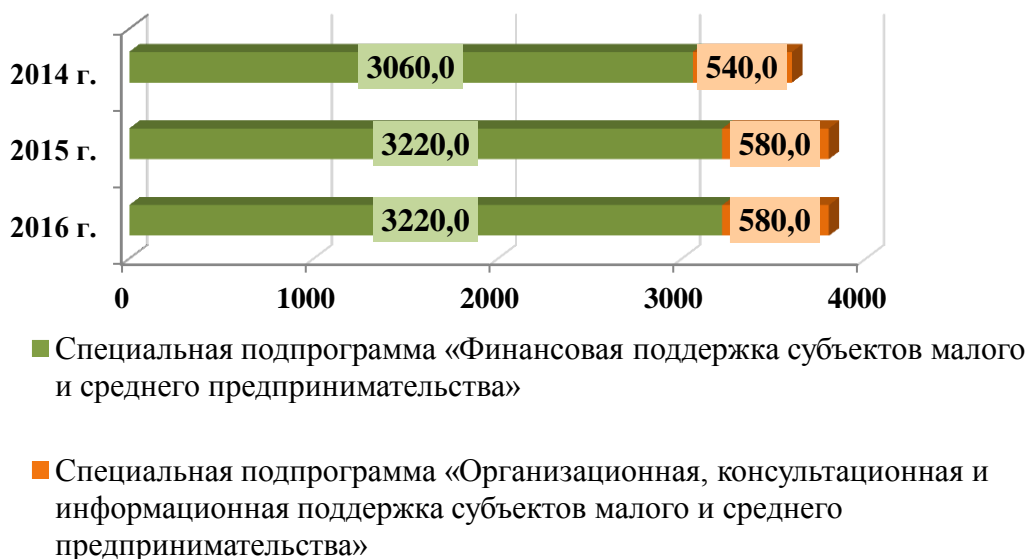 2014 г.
3060,0
540,0
2015 г.
3220,0
580,0
2016 г.
3220,0
580,0
0
1000
2000
3000
4000
Специальная подпрограмма «Финансовая поддержка субъектов малого
и среднего предпринимательства»
Специальная подпрограмма «Организационная, консультационная и
информационная поддержка субъектов малого и среднего
предпринимательства»